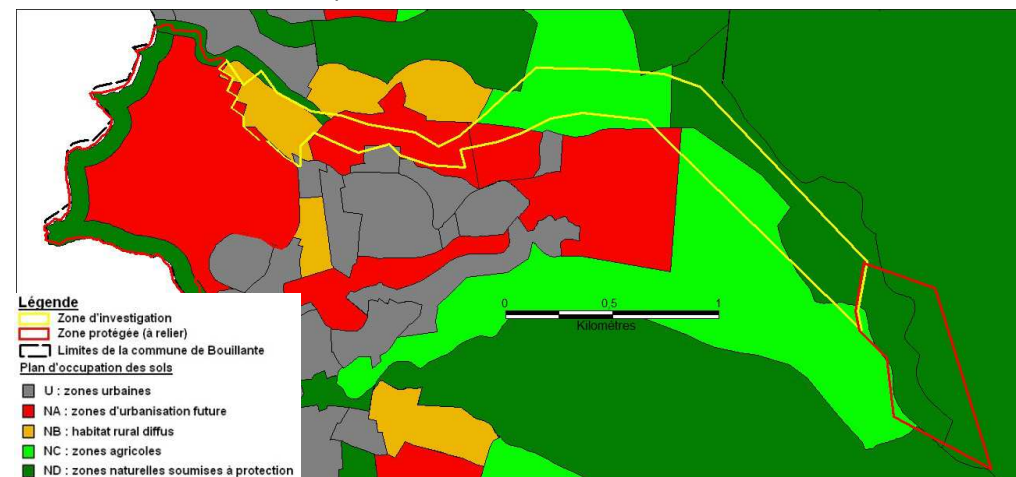 0 0,5 1
Kilomètres
Légende
Zone d'investigation
Zone protégée (à relier)
Limites de la commune de Bouillante
Plan d'occupation des sols
U : zones urbaines
NA : zones d'urbanisation future
NB : habitat rural diffus
NC : zones agricoles
ND : zones naturelles soumises à protection